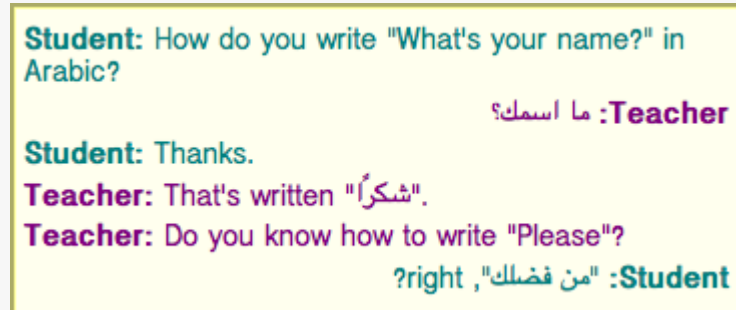 Student: How do you write "What's your name?" in
Arabic?
Teacher: ما اسمك؟
Student: Thanks.
Teacher: That's written "شكرًا".
Teacher: Do you know how to write "Please"?
Student: "من فضلك", right?